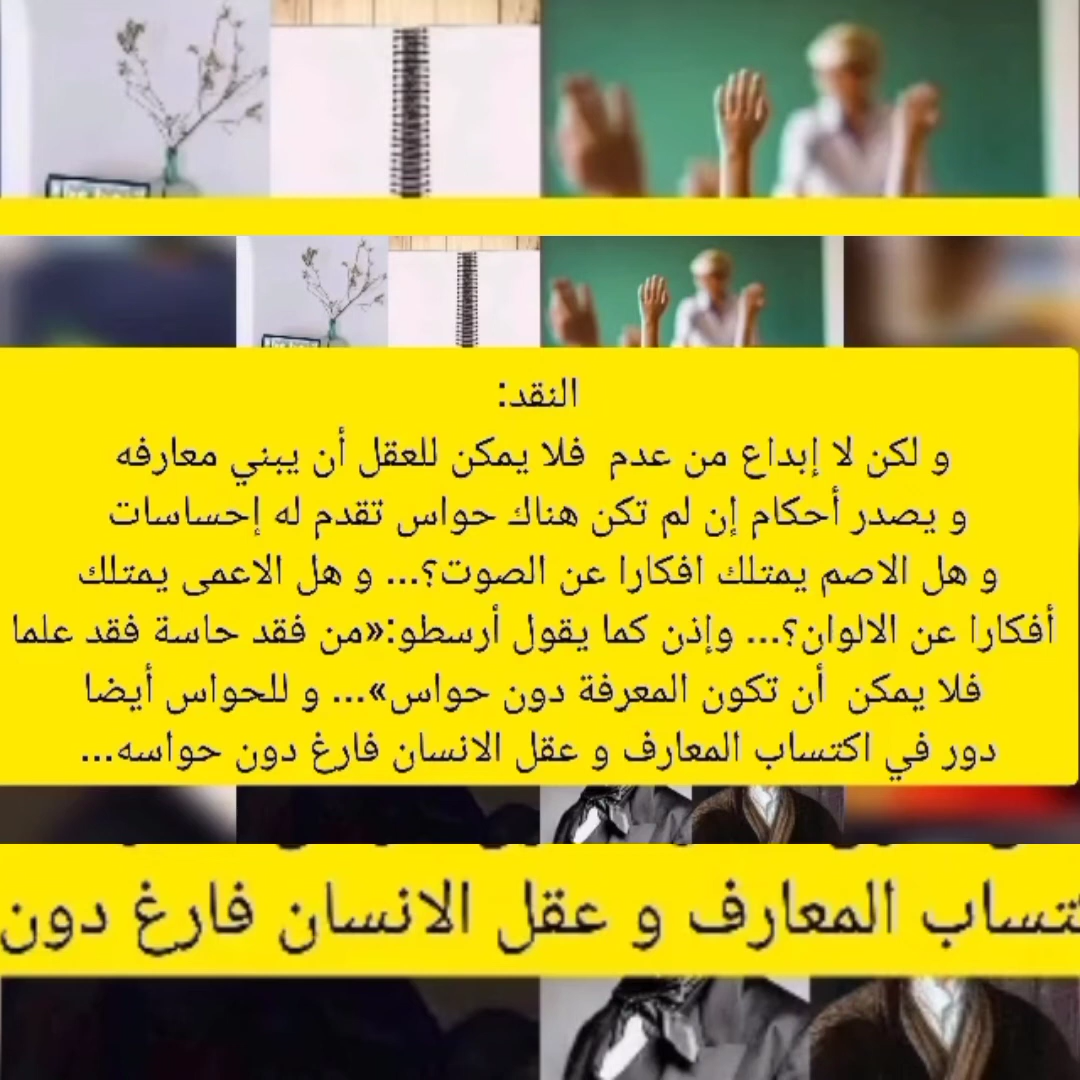 النقد:
و لكن لا إبداع من عدم فلا يمكن للعقل أن يبني معارفه
و يصدر أحكام إن لم تكن هناك حواس تقدم له إحساسات
و هل الاصم يمتلك افكارا عن الصوت؟... و هل الاعمى يمتلك
أفكارا عن الالوان؟... وإذن كما يقول أرسطو:«من فقد حاسة فقد علما
فلا يمكن أن تكون المعرفة دون حواس»... و للحواس أيضا
دور في اكتساب المعارف و عقل الانسان فارغ دون حواسه...
المعارف و عقل الانسان فارغ دون